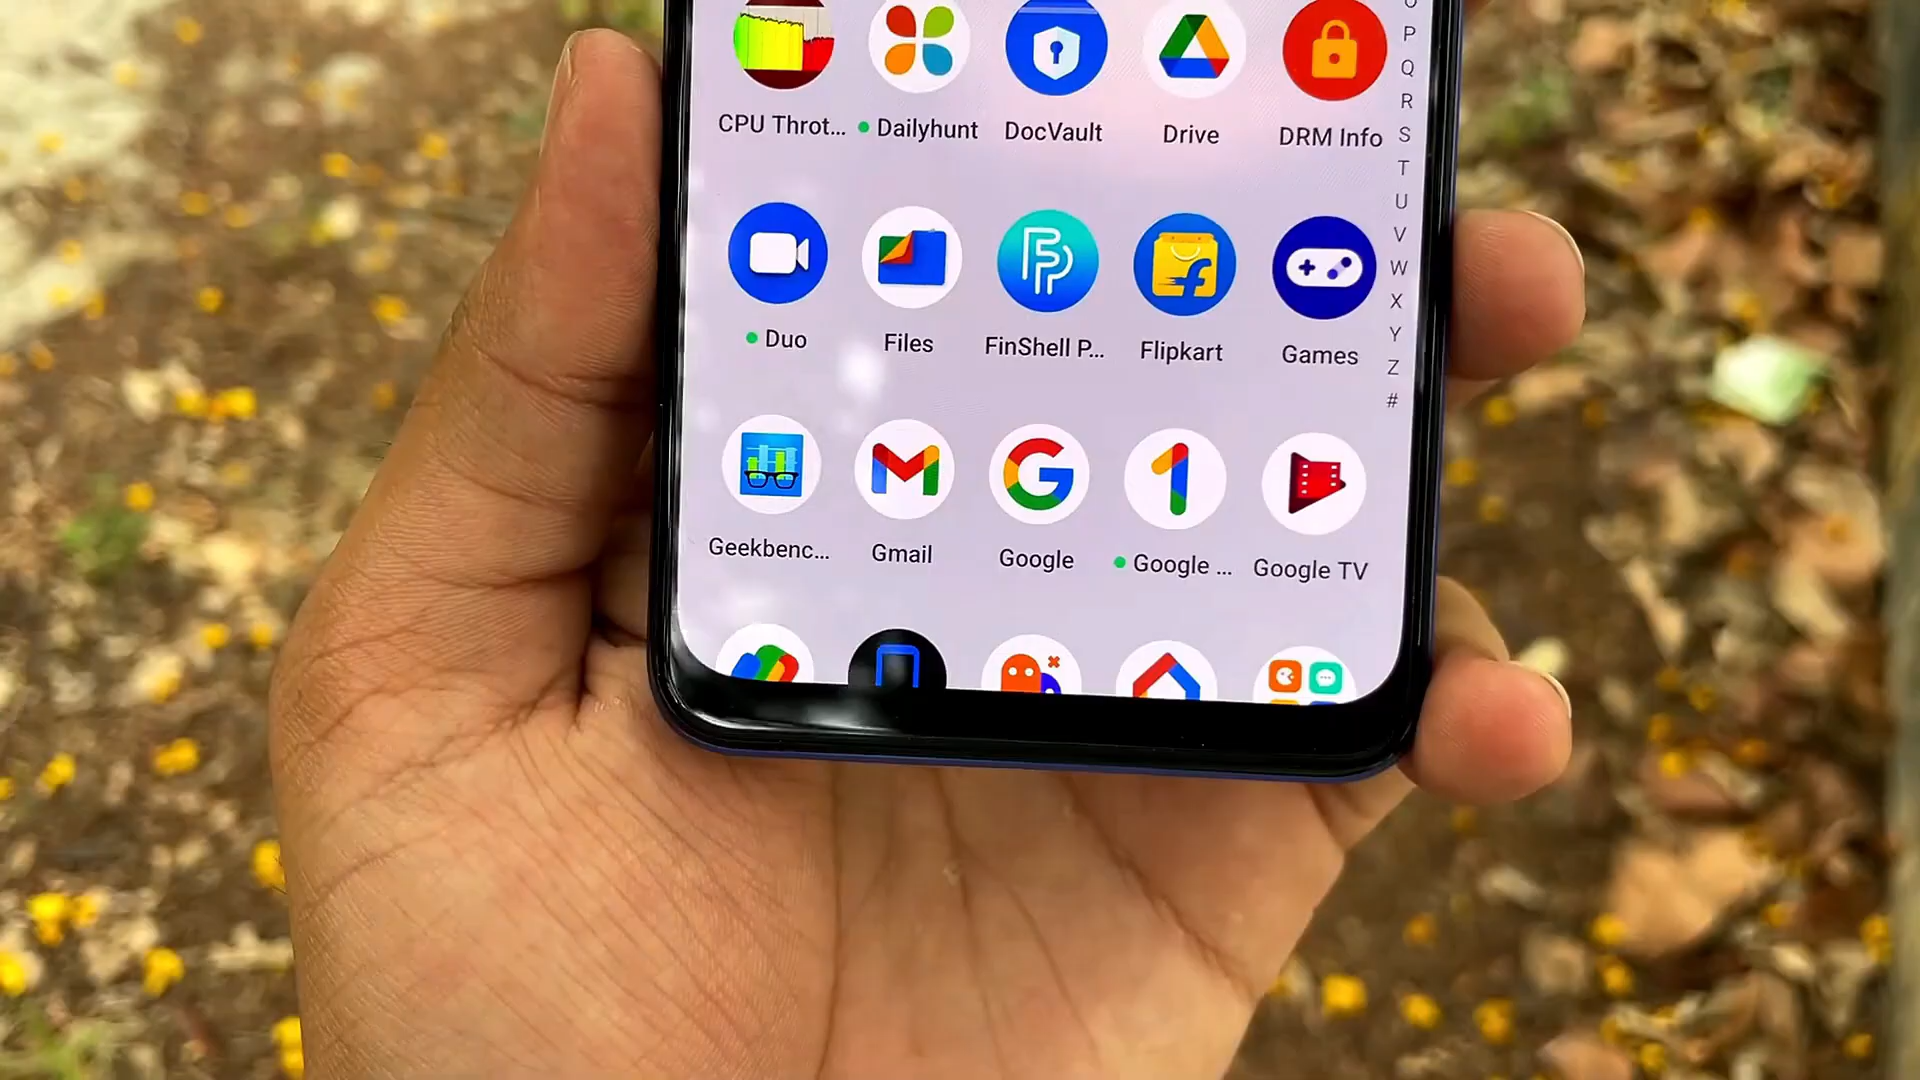 CPU Throt...
Dailyhunt
DocVault
Drive
DRM Info
Duo
Files
FinShell P...
Flipkart
Games
Geekbenc...
Gmail
Google
Google ...
Google TV
P
Q
R
S
T
U
V
W
X
Y
Z
#